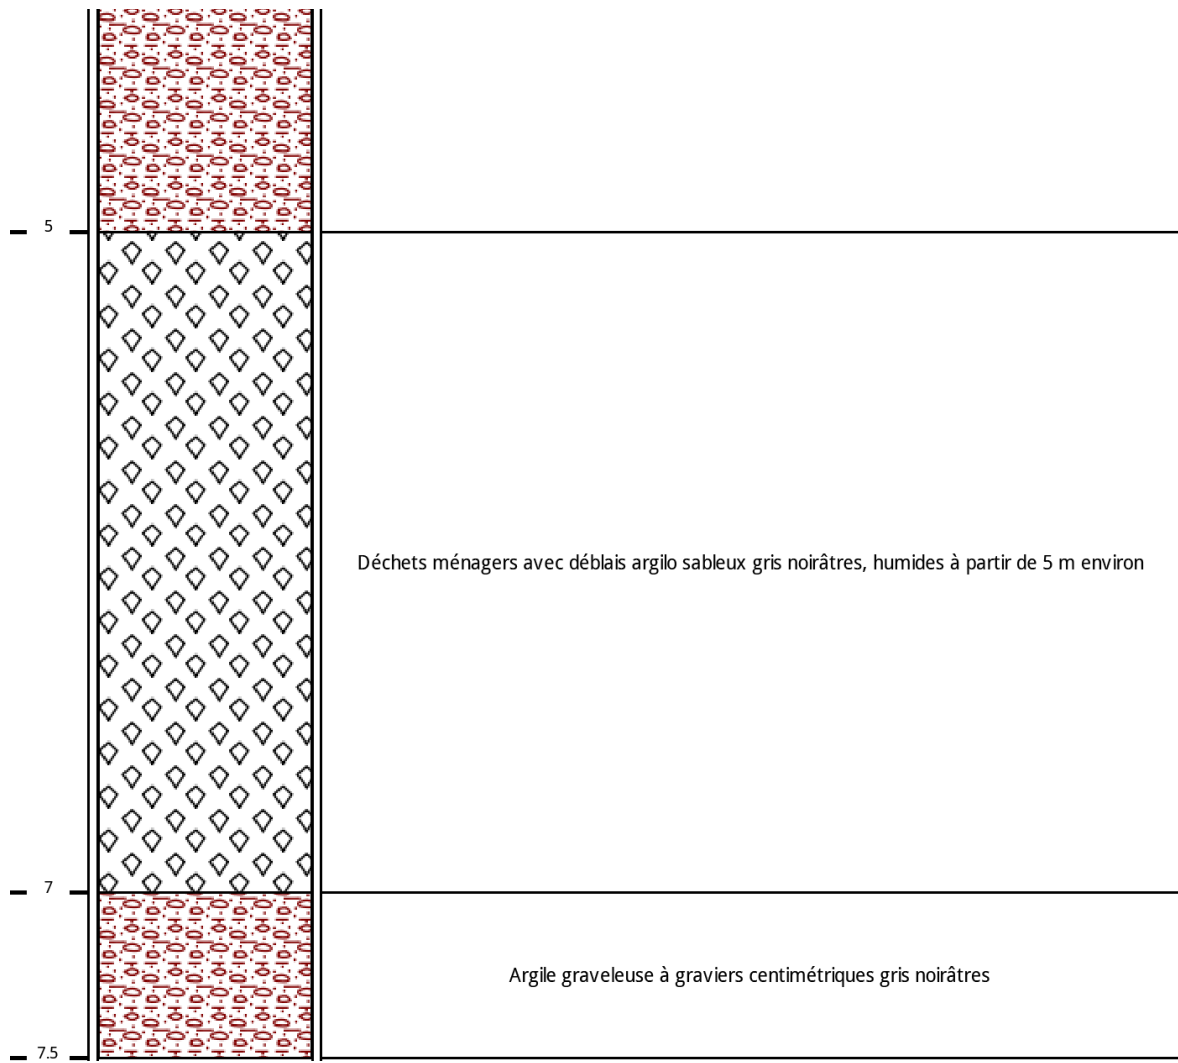 5
Déchets ménagers avec déblais argilo sableux gris noirâtres, humides à partir de 5 m environ
7
Argile graveleuse à graviers centimétriques gris noirâtres
7.5